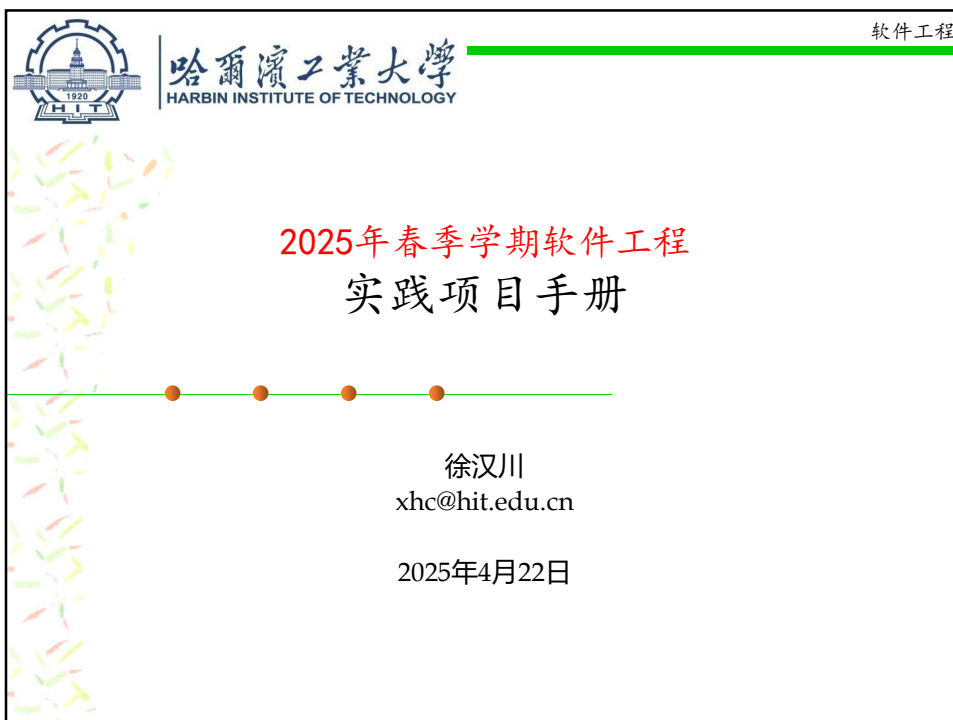 软件工程
1920
HIT
哈爾濱工業大學
HARBIN INSTITUTE OF TECHNOLOGY
2025年春季学期软件工程
实践项目手册
徐汉川
xhc@hit.edu.cn
2025年4月22日